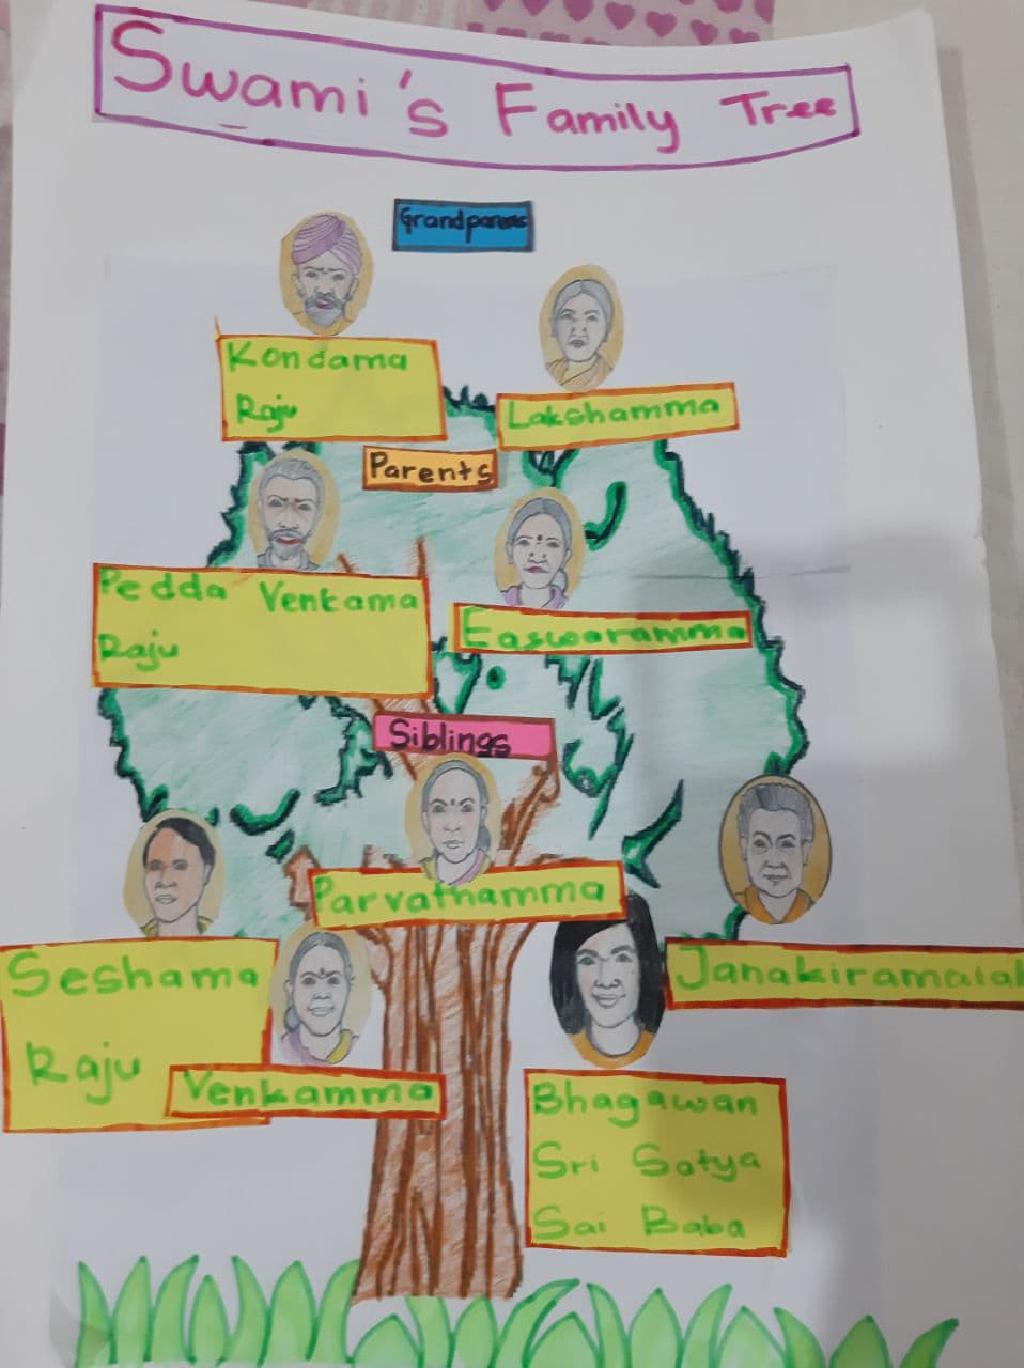 Swami's Family Tree
Grandparents
Kondama
Raju
Lakshamma
Parents
Pedda Venkama
Raju
Easwaramma
Siblings
Parvathamma
Seshama
Raju
Janakiramaiah
Venkamma
Bhagawan
Sri Satya
Sai Baba